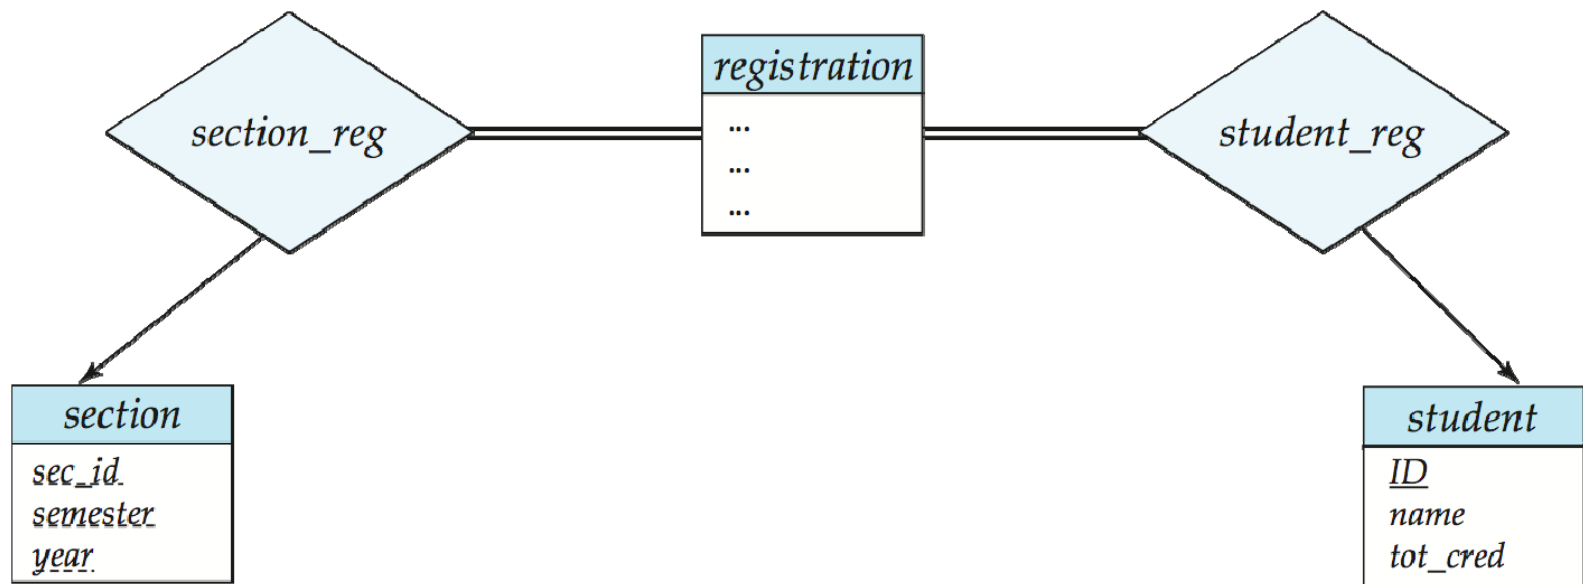 section_reg
registration
...
...
...
student_reg
section
sec_id
semester
year
student
ID
name
tot_cred